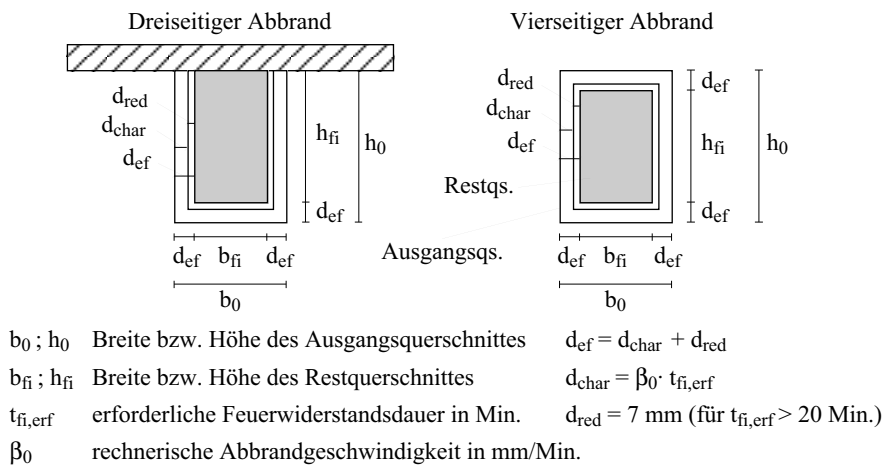 Dreiseitiger Abbrand
Vierseitiger Abbrand
d_red
d_char
d_ef
h_fi
h_0
d_ef
d_ef b_fi d_ef
b_0
d_red
d_char
d_ef
d_ef
h_fi
h_0
d_ef
Restqs.
Ausgangsqs.
d_ef b_fi d_ef
b_0
b_0 ; h_0 Breite bzw. Höhe des Ausgangsquerschnittes d_ef = d_char + d_red
b_fi ; h_fi Breite bzw. Höhe des Restquerschnittes d_char = β_0· t_fi,erf
t_fi,erf erforderliche Feuerwiderstandsdauer in Min. d_red = 7 mm (für t_fi,erf > 20 Min.)
β_0 rechnerische Abbrandgeschwindigkeit in mm/Min.